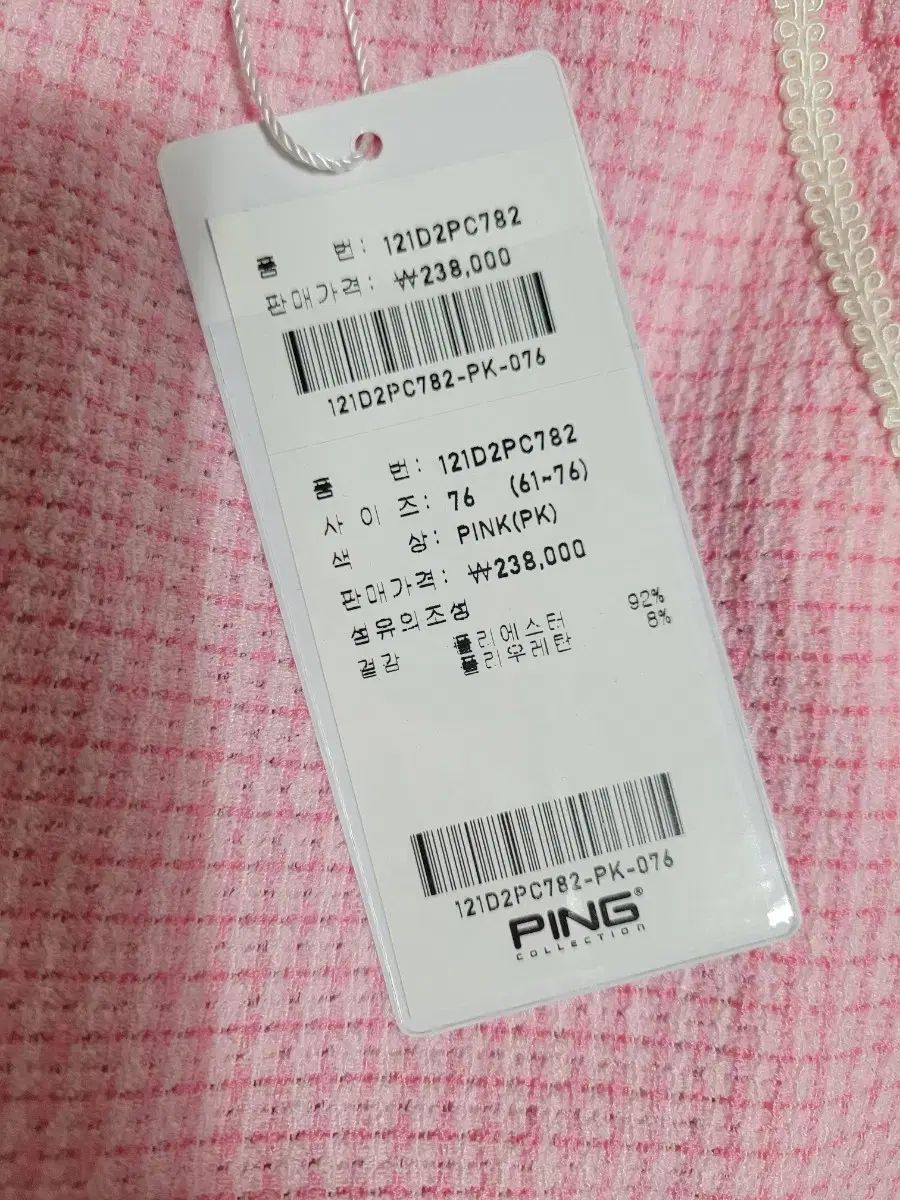 품 번: 121D2PC782
판매가격: ₩238,000
121D2PC782-PK-076
품 번: 121D2PC782
사 이 즈: 76 (61~76)
색 상: PINK(PK)
판매가격: ₩238,000
섬유의조성
겉감 폴리에스터 92%
폴리우레탄 8%
121D2PC782-PK-076
PING®
COLLECTION